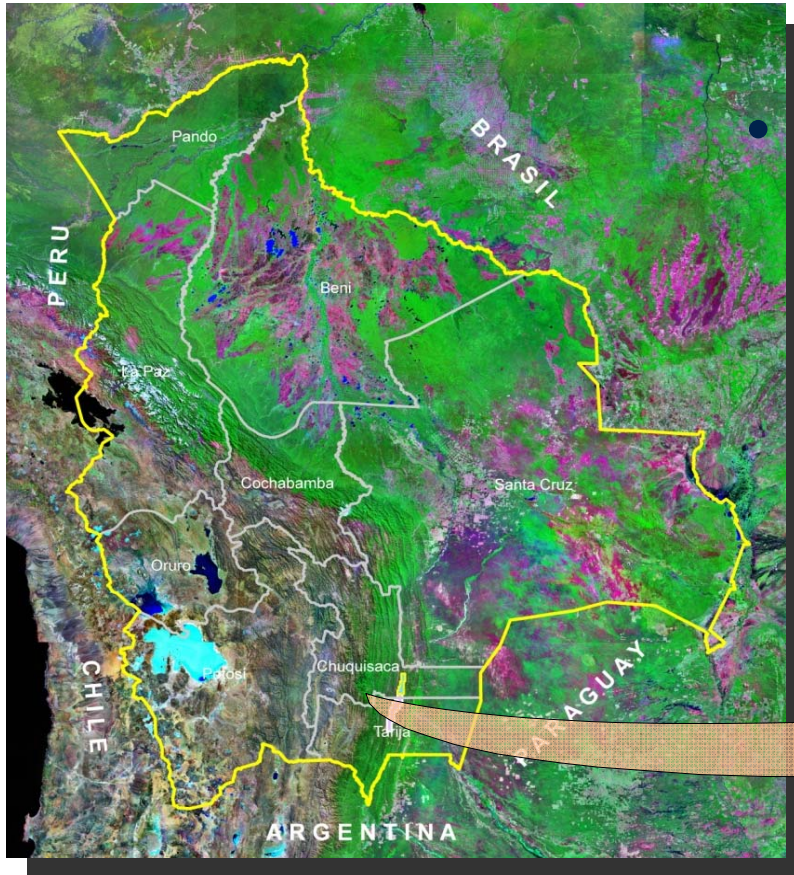 Pando
BRASIL
PERU
Beni
La Paz
Cochabamba
Santa Cruz
Oruro
Potosi
Chuquisaca
CHILE
PARAGUAY
Tarija
ARGENTINA